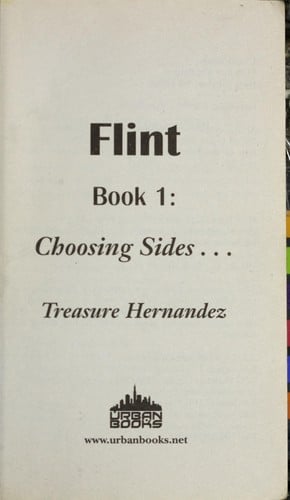 Flint
Book 1:
Choosing Sides . . .
Treasure Hernandez
URBAN
BOOKS
www.urbanbooks.net